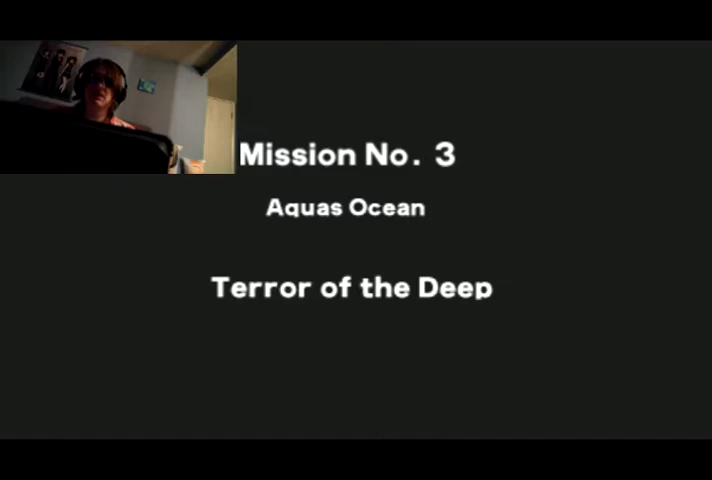 Mission No. 3
Aquas Ocean
Terror of the Deep